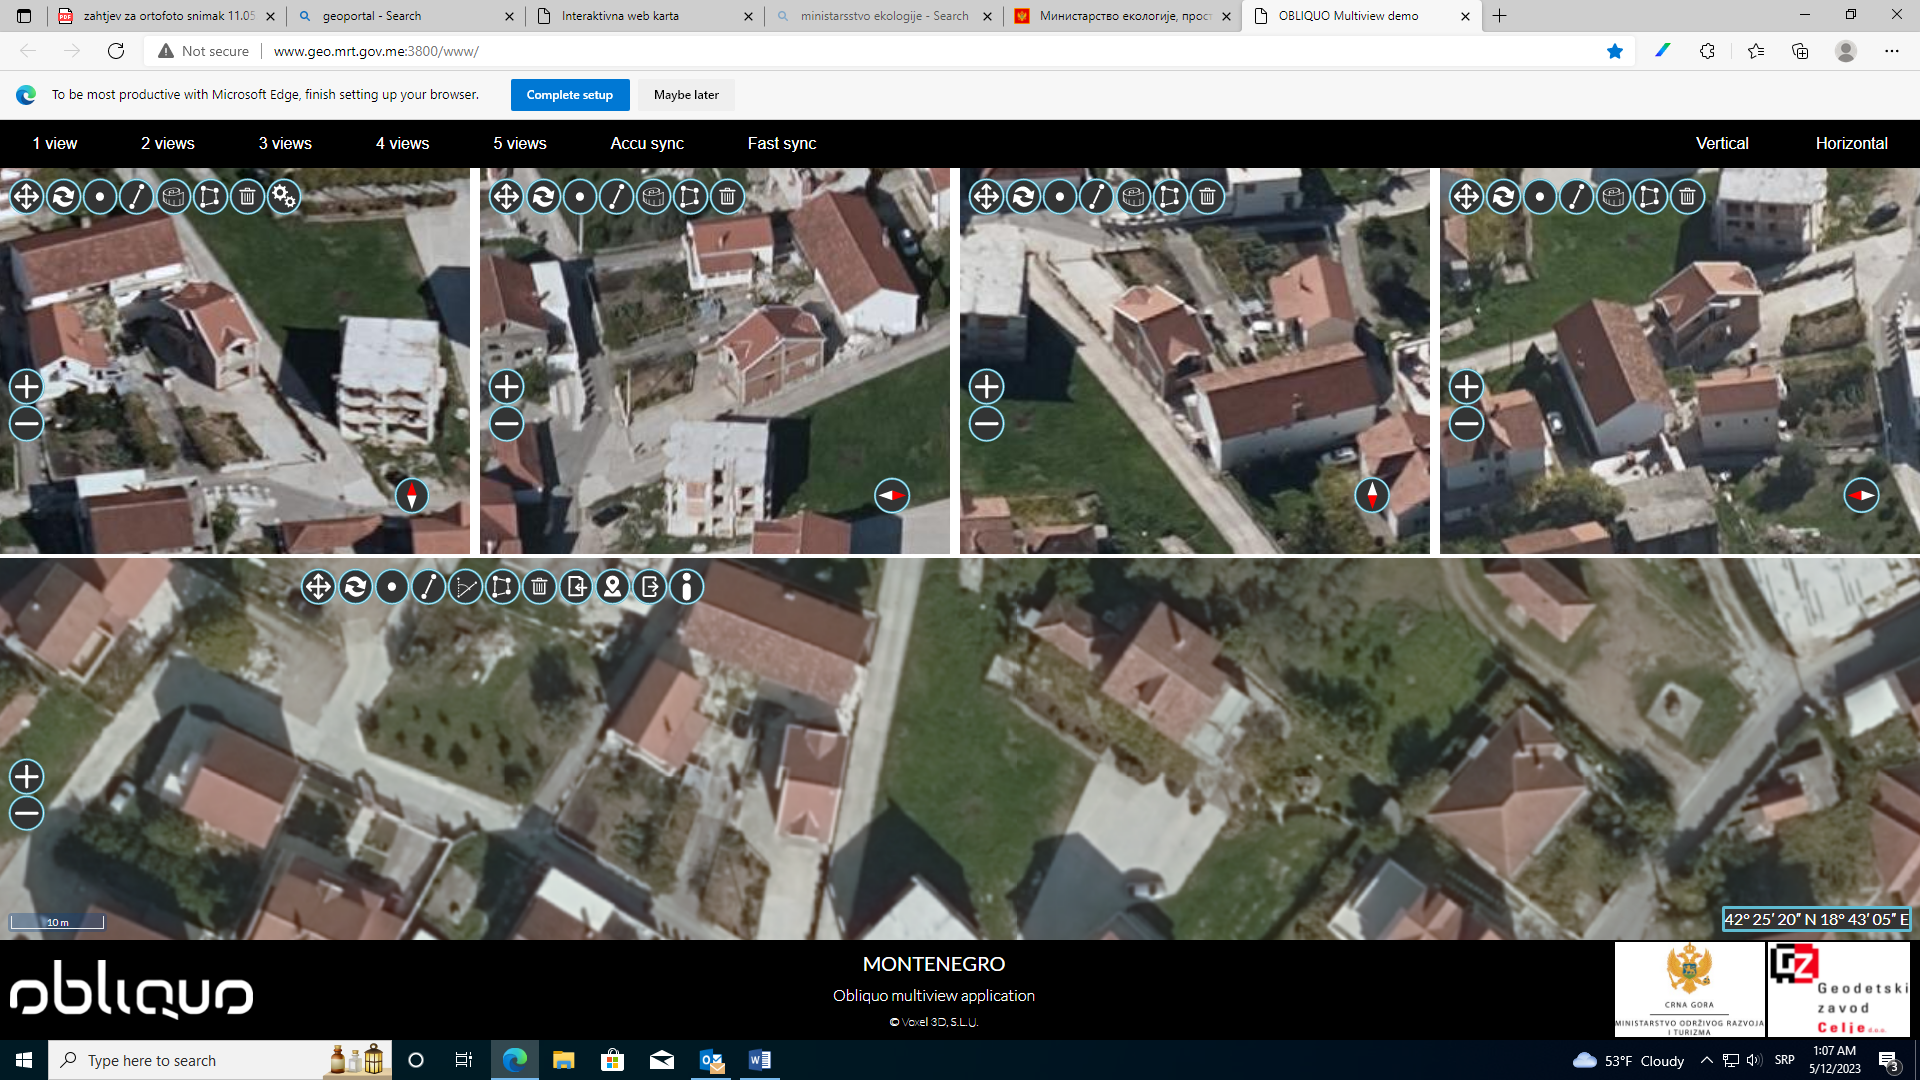 zahtjev za ortofoto snimak 11.05
geoportal - Search
Interaktivna web karta
ministarsstvo ekologije - Search
Министарство екологије, прост
OBLIQUO Multiview demo
Not secure
www.geo.mrt.gov.me:3800/www/
To be most productive with Microsoft Edge, finish setting up your browser.
Complete setup
Maybe later
1 view
2 views
3 views
4 views
5 views
Accu sync
Fast sync
Vertical
Horizontal
10 m
42° 25′ 20″ N 18° 43′ 05″ E
obliquo
MONTENEGRO
Obliquo multiview application
© Voxel 3D, S.L.U.
CRNA GORA
MINISTARSTVO ODRŽIVOG RAZVOJA
I TURIZMA
GZ
Geodetski
zavod
Celje d.o.o.
Type here to search
53°F Cloudy
SRP
1:07 AM
5/12/2023
3